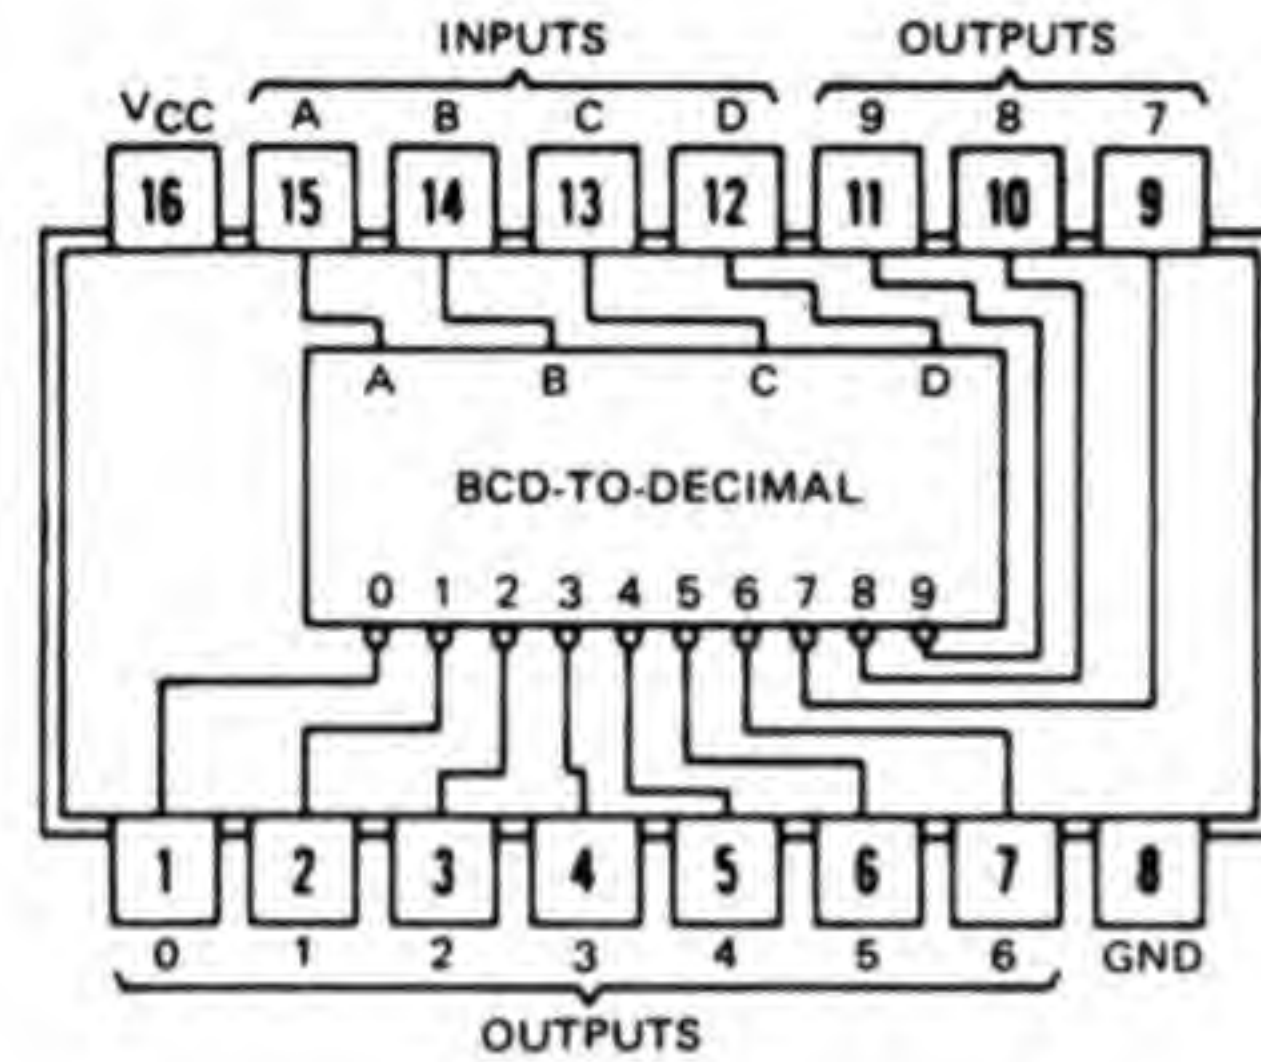 INPUTS OUTPUTS
VCC A B C D 9 8 7
16 15 14 13 12 11 10 9
A B C D
BCD-TO-DECIMAL
0 1 2 3 4 5 6 7 8 9
1 2 3 4 5 6 7 8
0 1 2 3 4 5 6 GND
OUTPUTS